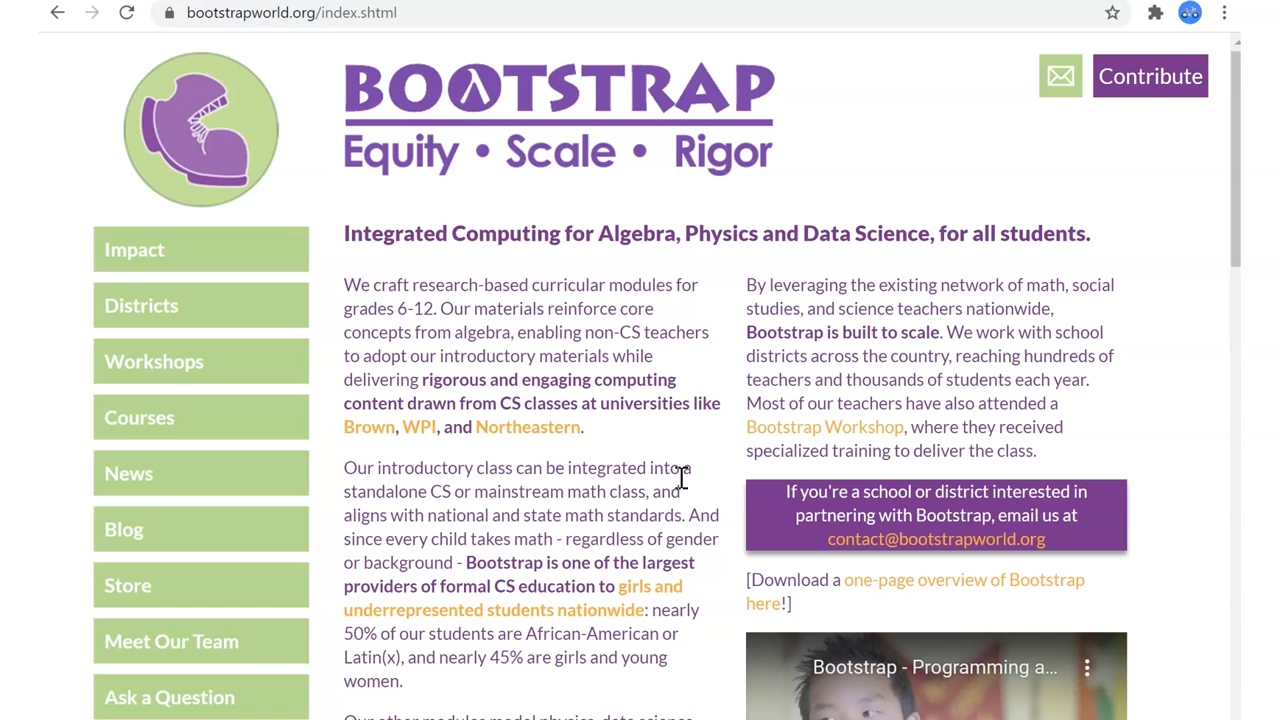 bootstrapworld.org/index.shtml
BOOTSTRAP
Equity • Scale • Rigor
Contribute
Impact
Districts
Workshops
Courses
News
Blog
Store
Meet Our Team
Ask a Question
Integrated Computing for Algebra, Physics and Data Science, for all students.
We craft research-based curricular modules for
grades 6-12. Our materials reinforce core
concepts from algebra, enabling non-CS teachers
to adopt our introductory materials while
delivering rigorous and engaging computing
content drawn from CS classes at universities like
Brown, WPI, and Northeastern.
Our introductory class can be integrated into a
standalone CS or mainstream math class, and
aligns with national and state math standards. And
since every child takes math - regardless of gender
or background - Bootstrap is one of the largest
providers of formal CS education to girls and
underrepresented students nationwide: nearly
50% of our students are African-American or
Latin(x), and nearly 45% are girls and young
women.
Our other modules model physics, data science
By leveraging the existing network of math, social
studies, and science teachers nationwide,
Bootstrap is built to scale. We work with school
districts across the country, reaching hundreds of
teachers and thousands of students each year.
Most of our teachers have also attended a
Bootstrap Workshop, where they received
specialized training to deliver the class.
If you're a school or district interested in
partnering with Bootstrap, email us at
contact@bootstrapworld.org
[Download a one-page overview of Bootstrap
here!]
Bootstrap - Programming a...